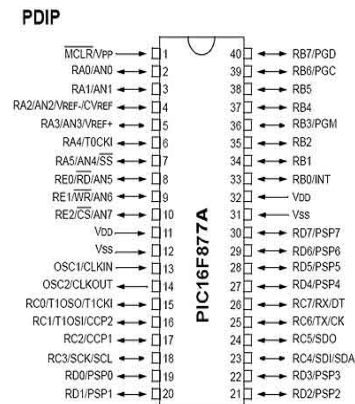 PDIP
MCLR/VPP 1
RA0/AN0 2
RA1/AN1 3
RA2/AN2/VREF-/CVREF 4
RA3/AN3/VREF+ 5
RA4/T0CKI 6
RA5/AN4/SS 7
RE0/RD/AN5 8
RE1/WR/AN6 9
RE2/CS/AN7 10
VDD 11
VSS 12
OSC1/CLKIN 13
OSC2/CLKOUT 14
RC0/T1OSO/T1CKI 15
RC1/T1OSI/CCP2 16
RC2/CCP1 17
RC3/SCK/SCL 18
RD0/PSP0 19
RD1/PSP1 20
PIC16F877A
40 RB7/PGD
39 RB6/PGC
38 RB5
37 RB4
36 RB3/PGM
35 RB2
34 RB1
33 RB0/INT
32 VDD
31 VSS
30 RD7/PSP7
29 RD6/PSP6
28 RD5/PSP5
27 RD4/PSP4
26 RC7/RX/DT
25 RC6/TX/CK
24 RC5/SDO
23 RC4/SDI/SDA
22 RD3/PSP3
21 RD2/PSP2